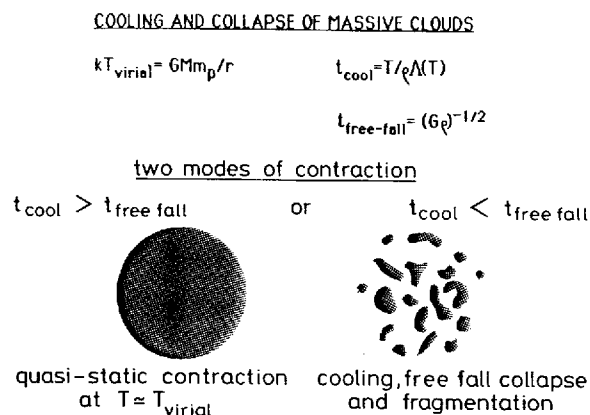 COOLING AND COLLAPSE OF MASSIVE CLOUDS
kT_virial = GMm_p/r
t_cool = T/ρΛ(T)
t_free-fall = (Gρ)^-1/2
two modes of contraction
t_cool > t_free fall or t_cool < t_free fall
quasi-static contraction
at T ≃ T_virial
cooling, free fall collapse
and fragmentation